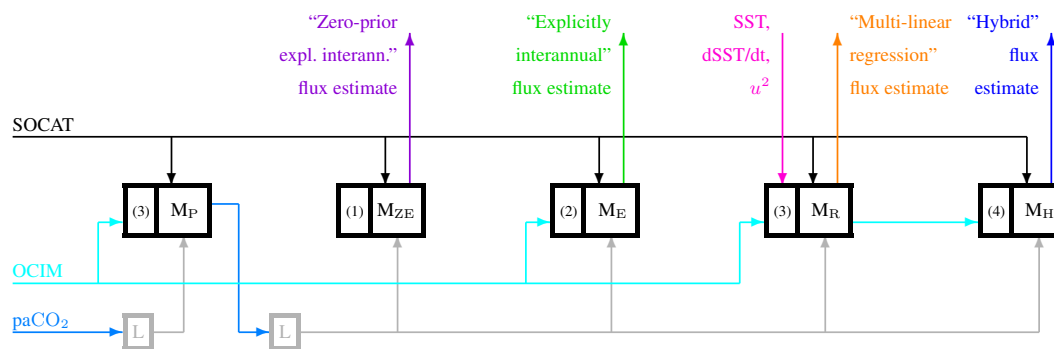 “Zero-prior
expl. interann.”
flux estimate
“Explicitly
interannual”
flux estimate
SST,
dSST/dt,
u²
“Multi-linear
regression”
flux estimate
“Hybrid”
flux
estimate
SOCAT
(3) M_P
(1) M_ZE
(2) M_E
(3) M_R
(4) M_H
OCIM
paCO₂
L
L